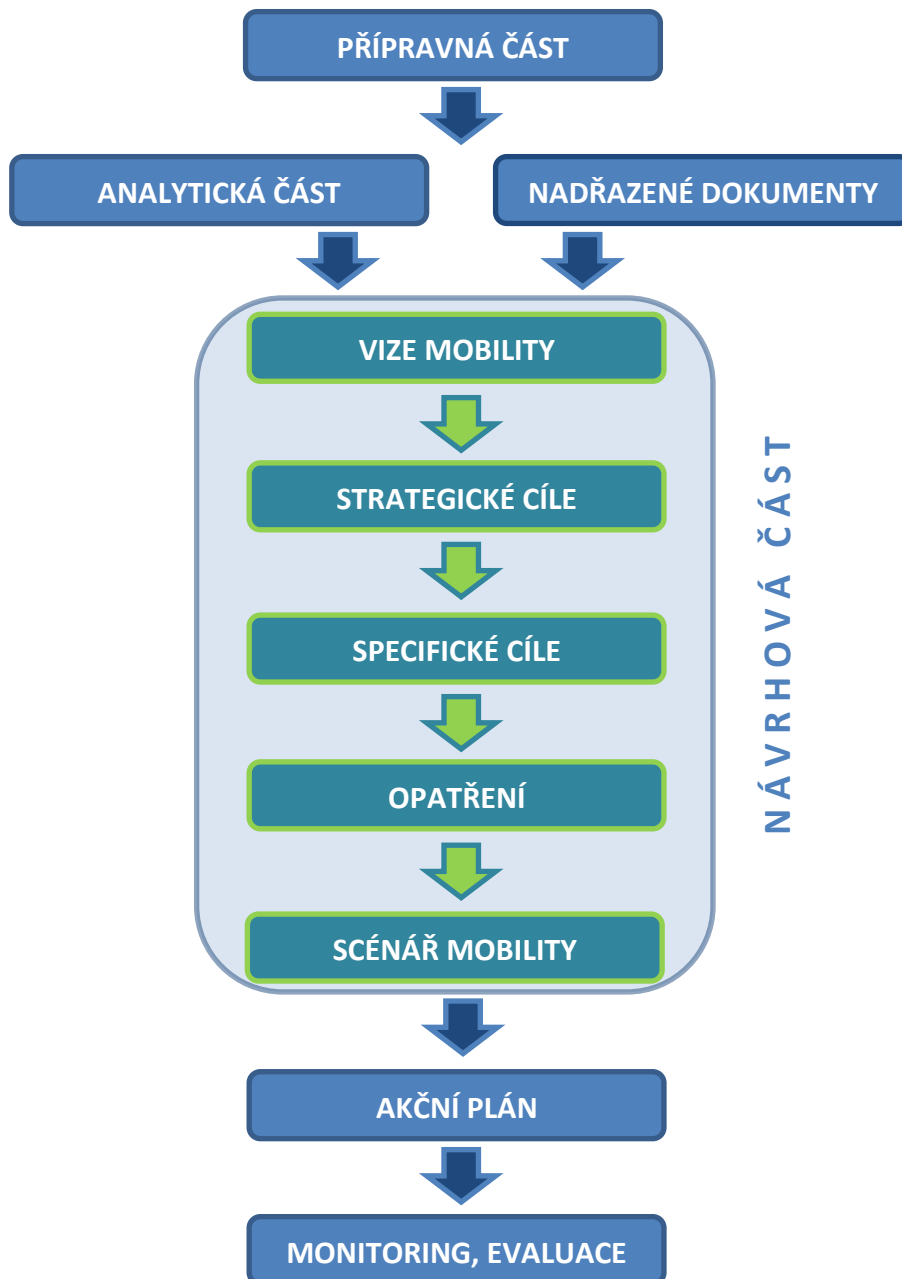 PŘÍPRAVNÁ ČÁST
ANALYTICKÁ ČÁST
NADŘAZENÉ DOKUMENTY
VIZE MOBILITY
STRATEGICKÉ CÍLE
SPECIFICKÉ CÍLE
OPATŘENÍ
SCÉNÁŘ MOBILITY
NÁVRHOVÁ ČÁST
AKČNÍ PLÁN
MONITORING, EVALUACE